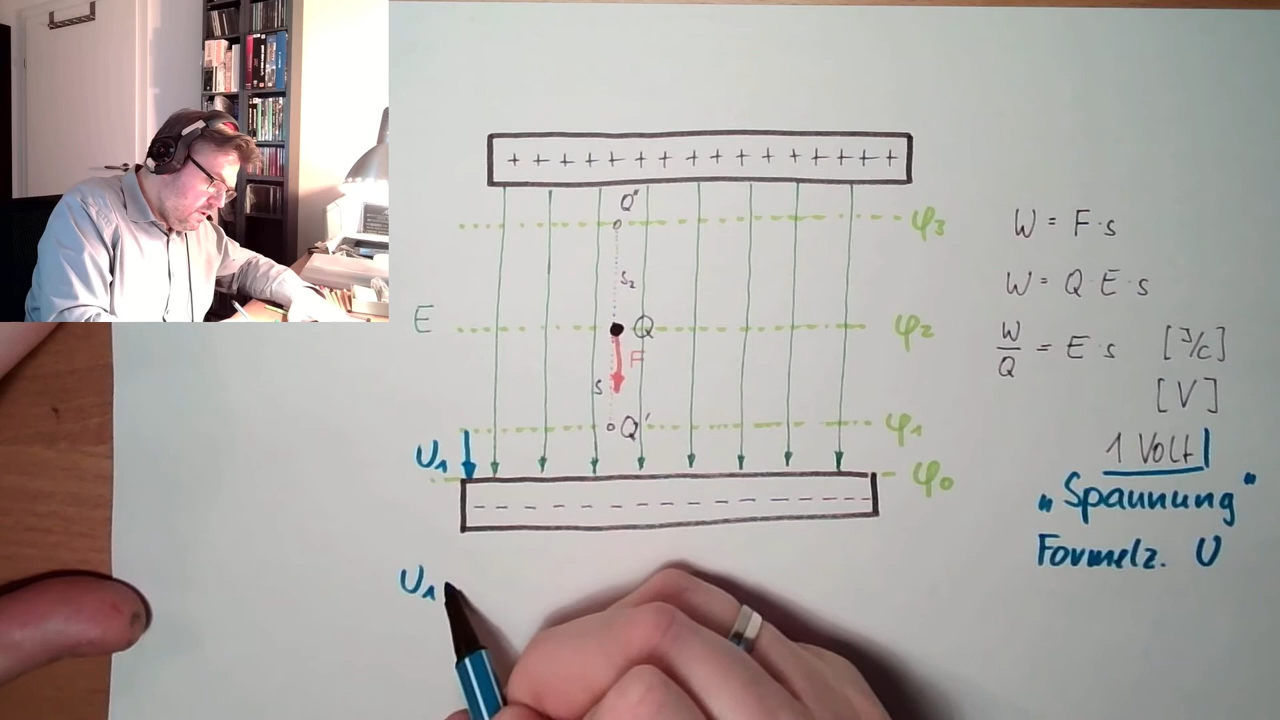 + + + + + + + + + + + + + + + +
Q"
φ3
s2
E
Q
φ2
F
s
Q'
φ1
U1
φ0
- - - - - - - - - - - - - - - -
U1
W = F · s
W = Q E · s
W/Q = E · s [J/C]
[V]
1 Volt
„Spannung"
Formelz. U